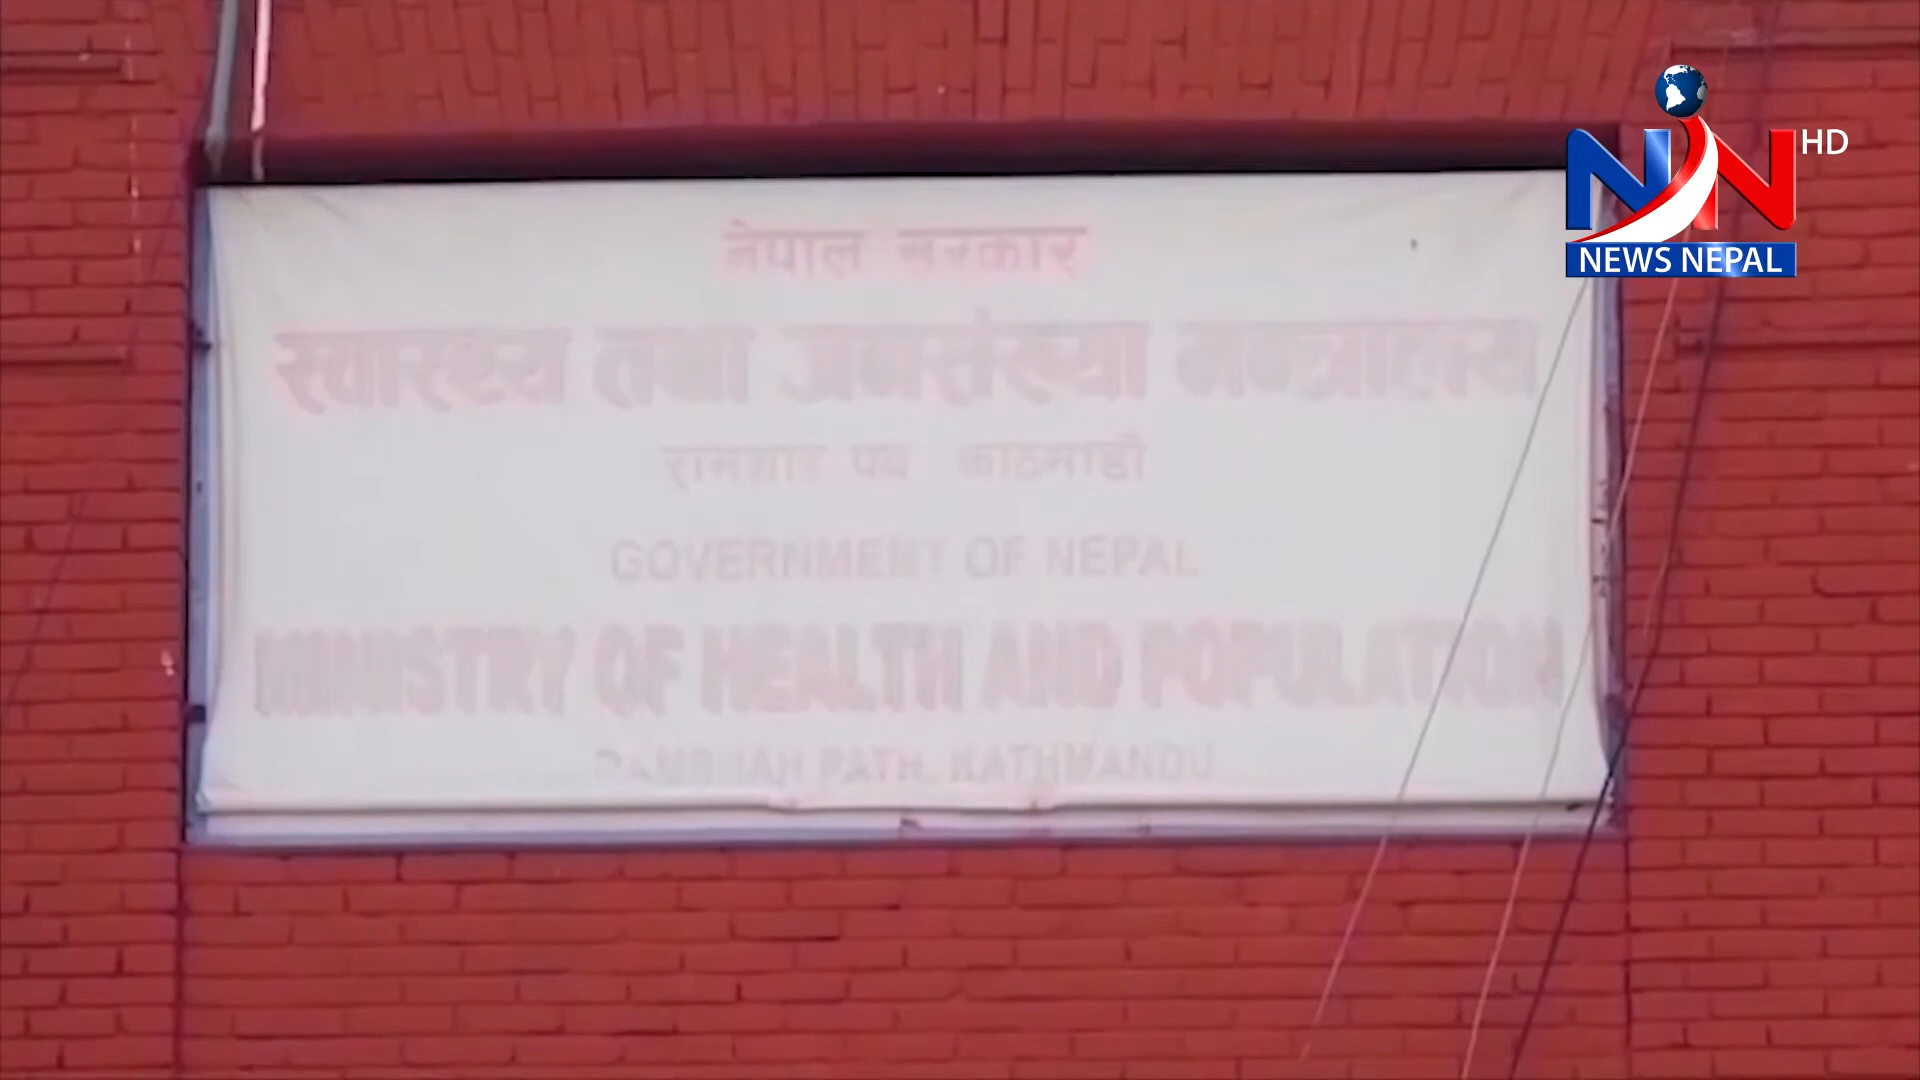 नेपाल सरकार
स्वास्थ्य तथा जनसंख्या मन्त्रालय
रामशाह पथ काठमाडौं
GOVERNMENT OF NEPAL
MINISTRY OF HEALTH AND POPULATION
RAMSHAH PATH, KATHMANDU
NN HD
NEWS NEPAL